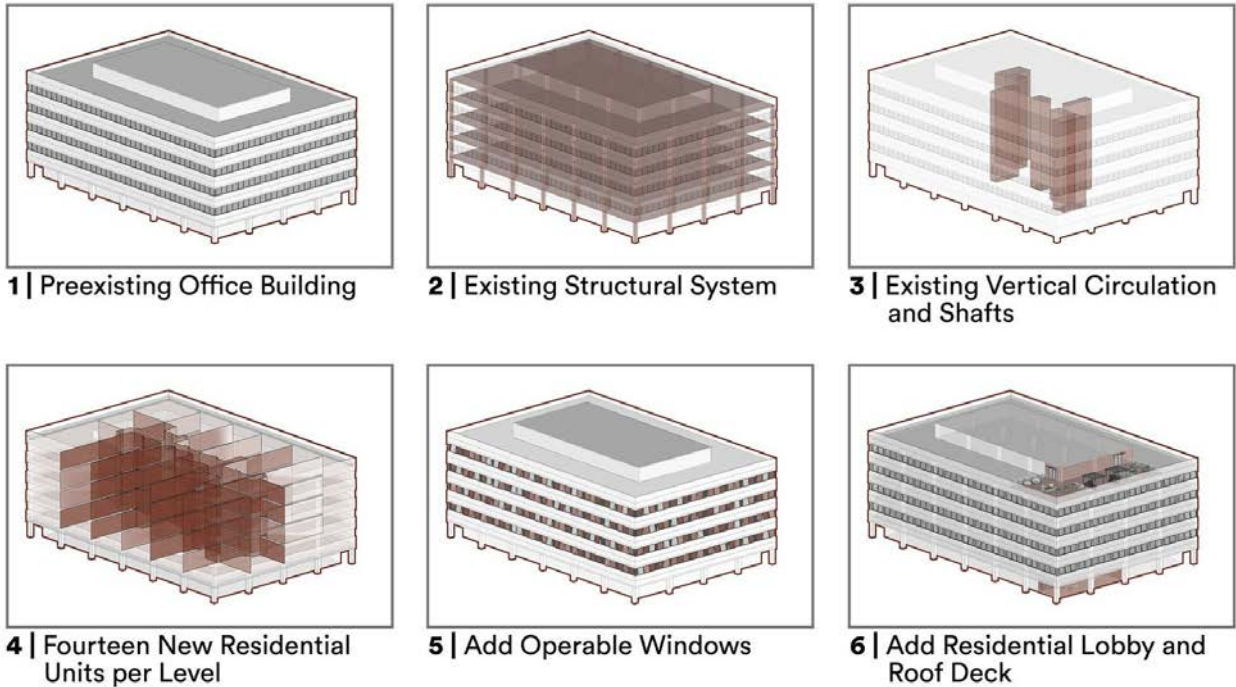 1 | Preexisting Office Building
2 | Existing Structural System
3 | Existing Vertical Circulation
and Shafts
4 | Fourteen New Residential
Units per Level
5 | Add Operable Windows
6 | Add Residential Lobby and
Roof Deck